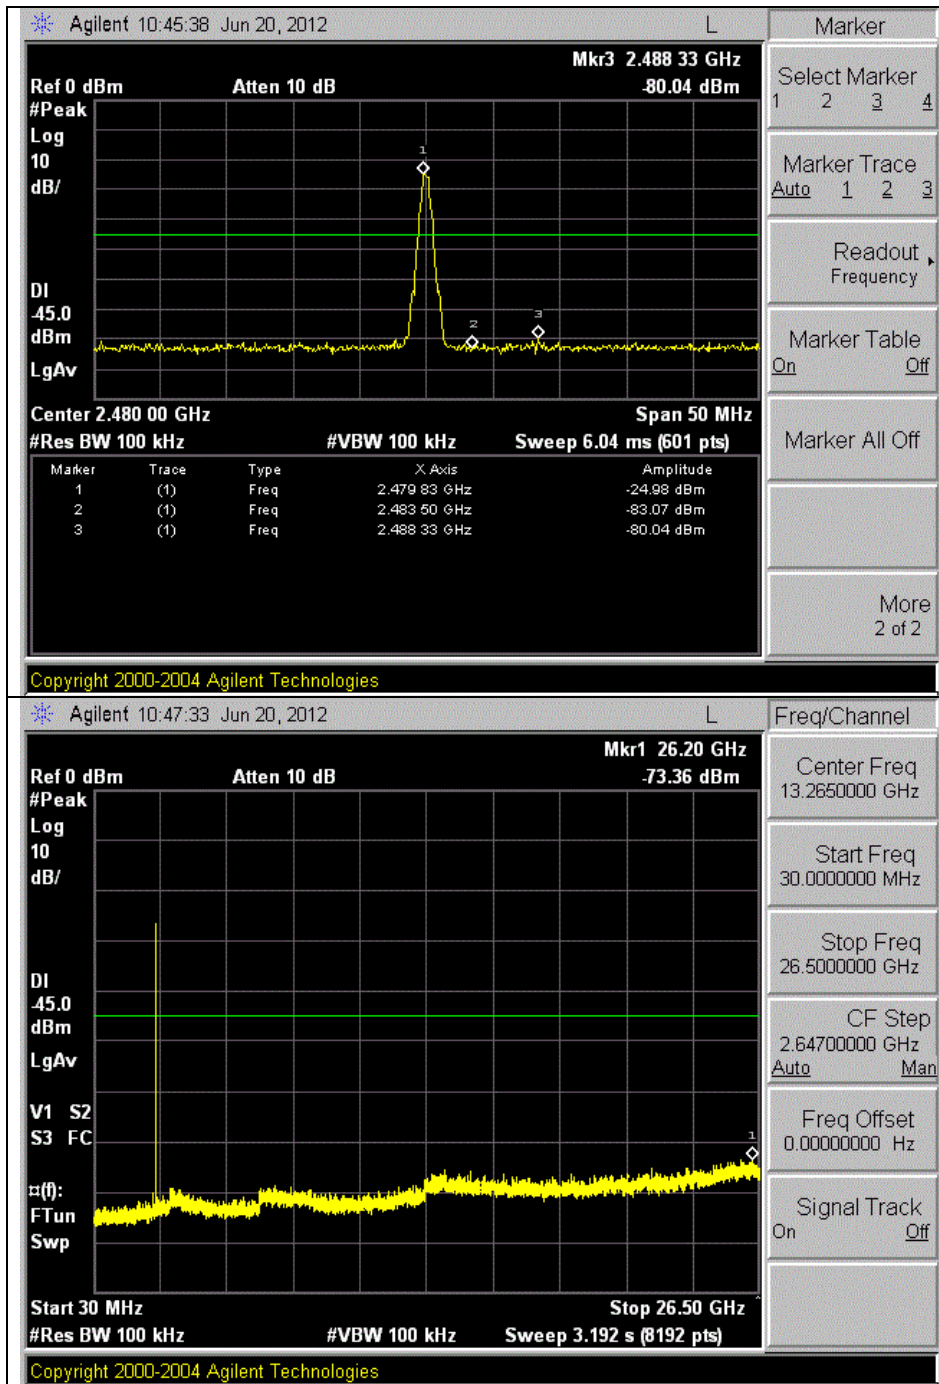 Agilent 10:45:38 Jun 20, 2012 L Marker
Mkr3 2.488 33 GHz
Ref 0 dBm Atten 10 dB -80.04 dBm
#Peak
Log
10
dB/
DI
-45.0
dBm
LgAv
1
2
3
Center 2.480 00 GHz Span 50 MHz
#Res BW 100 kHz #VBW 100 kHz Sweep 6.04 ms (601 pts)
Marker Trace Type X Axis Amplitude
1 (1) Freq 2.479 83 GHz -24.98 dBm
2 (1) Freq 2.483 50 GHz -83.07 dBm
3 (1) Freq 2.488 33 GHz -80.04 dBm
Select Marker
1 2 3 4
Marker Trace
Auto 1 2 3
Readout
Frequency
Marker Table
On Off
Marker All Off
More
2 of 2
Copyright 2000-2004 Agilent Technologies
Agilent 10:47:33 Jun 20, 2012 L Freq/Channel
Mkr1 26.20 GHz
Ref 0 dBm Atten 10 dB -73.36 dBm
#Peak
Log
10
dB/
DI
-45.0
dBm
LgAv
V1 S2
S3 FC
¤(f):
FTun
Swp
1
Start 30 MHz Stop 26.50 GHz
#Res BW 100 kHz #VBW 100 kHz Sweep 3.192 s (8192 pts)
Center Freq
13.2650000 GHz
Start Freq
30.0000000 MHz
Stop Freq
26.5000000 GHz
CF Step
2.64700000 GHz
Auto Man
Freq Offset
0.00000000 Hz
Signal Track
On Off
Copyright 2000-2004 Agilent Technologies